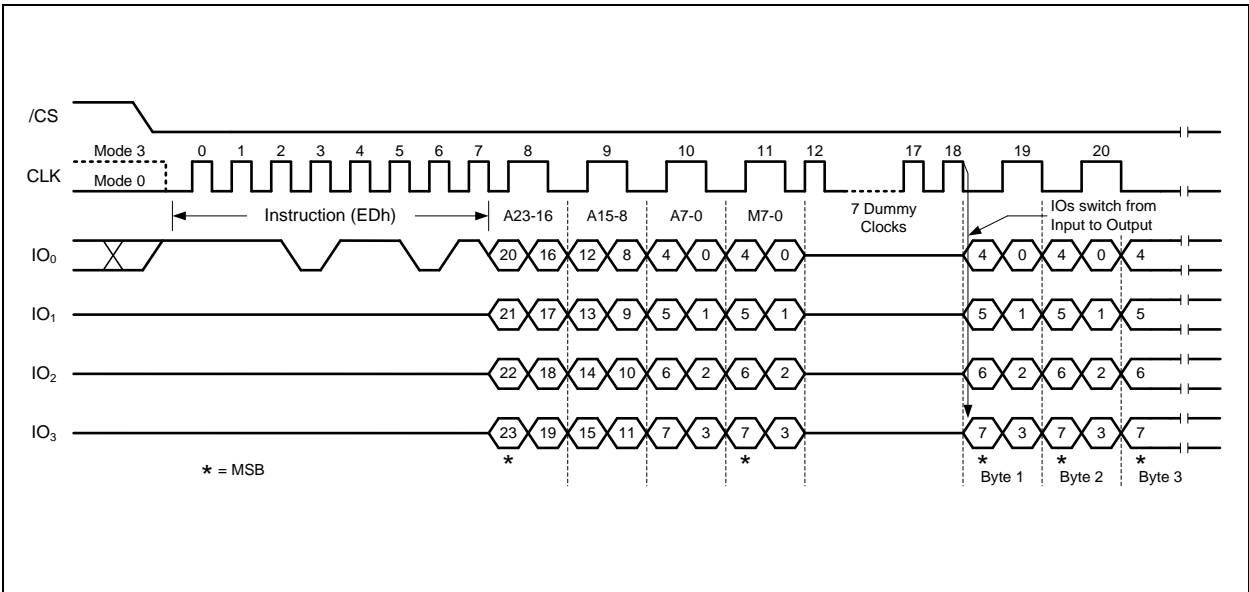 /CS
Mode 3 0 1 2 3 4 5 6 7 8 9 10 11 12 17 18 19 20
CLK
Mode 0
Instruction (EDh) A23-16 A15-8 A7-0 M7-0 7 Dummy
Clocks
IOs switch from
Input to Output
IO₀ 20 16 12 8 4 0 4 0 4 0 4 0 4
IO₁ 21 17 13 9 5 1 5 1 5 1 5 1 5
IO₂ 22 18 14 10 6 2 6 2 6 2 6 2 6
IO₃ 23 19 15 11 7 3 7 3 7 3 7 3 7
* * * * *
* = MSB
Byte 1 Byte 2 Byte 3